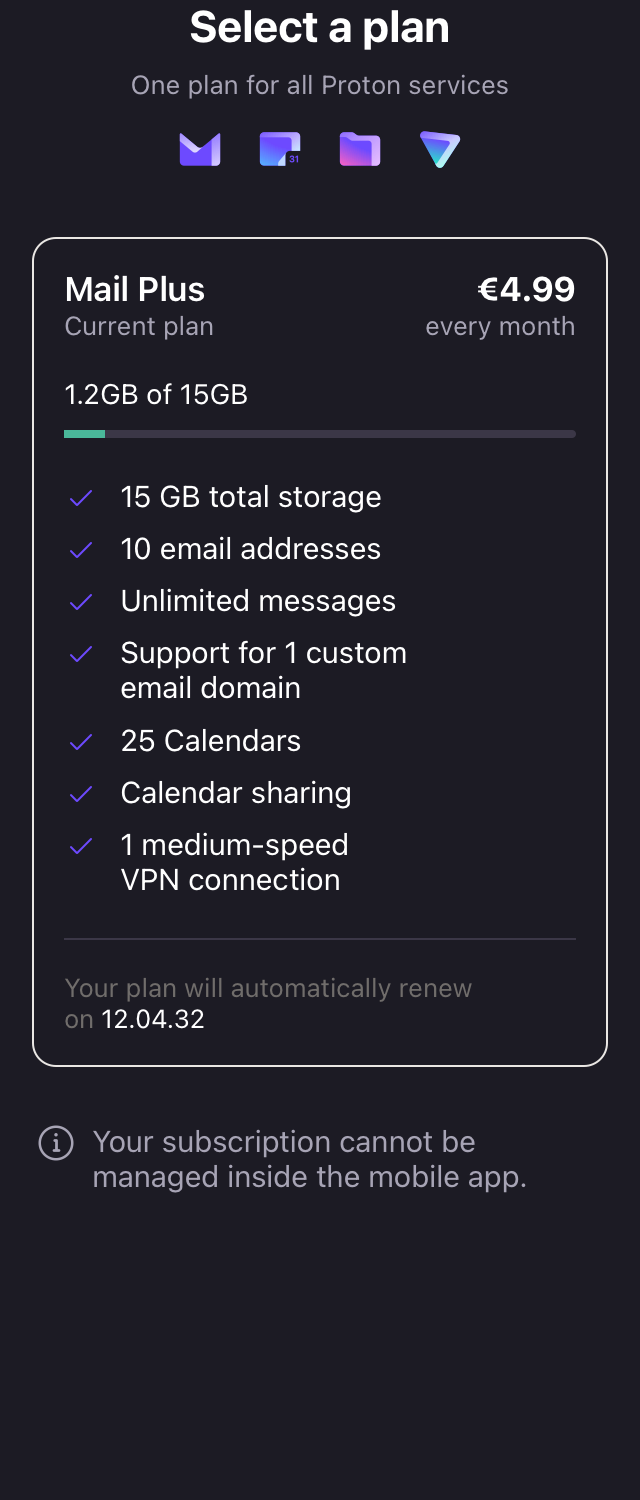 Select a plan
One plan for all Proton services
31
Mail Plus
€4.99
Current plan
every month
1.2GB of 15GB
15 GB total storage
10 email addresses
Unlimited messages
Support for 1 custom
email domain
25 Calendars
Calendar sharing
1 medium-speed
VPN connection
Your plan will automatically renew
on 12.04.32
Your subscription cannot be
managed inside the mobile app.